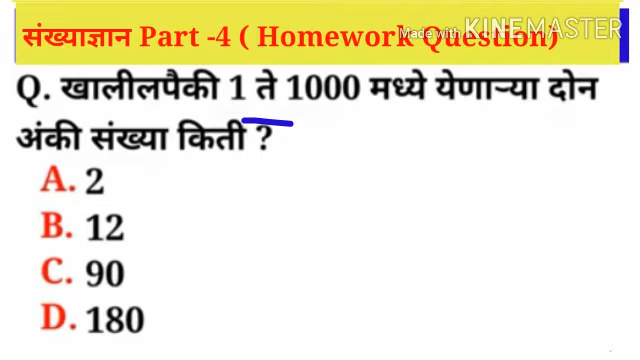 संख्याज्ञान Part -4 ( Homework Question)
Made with KINEMASTER
Q. खालीलपैकी 1 ते 1000 मध्ये येणाऱ्या दोन
अंकी संख्या किती ?
A. 2
B. 12
C. 90
D. 180